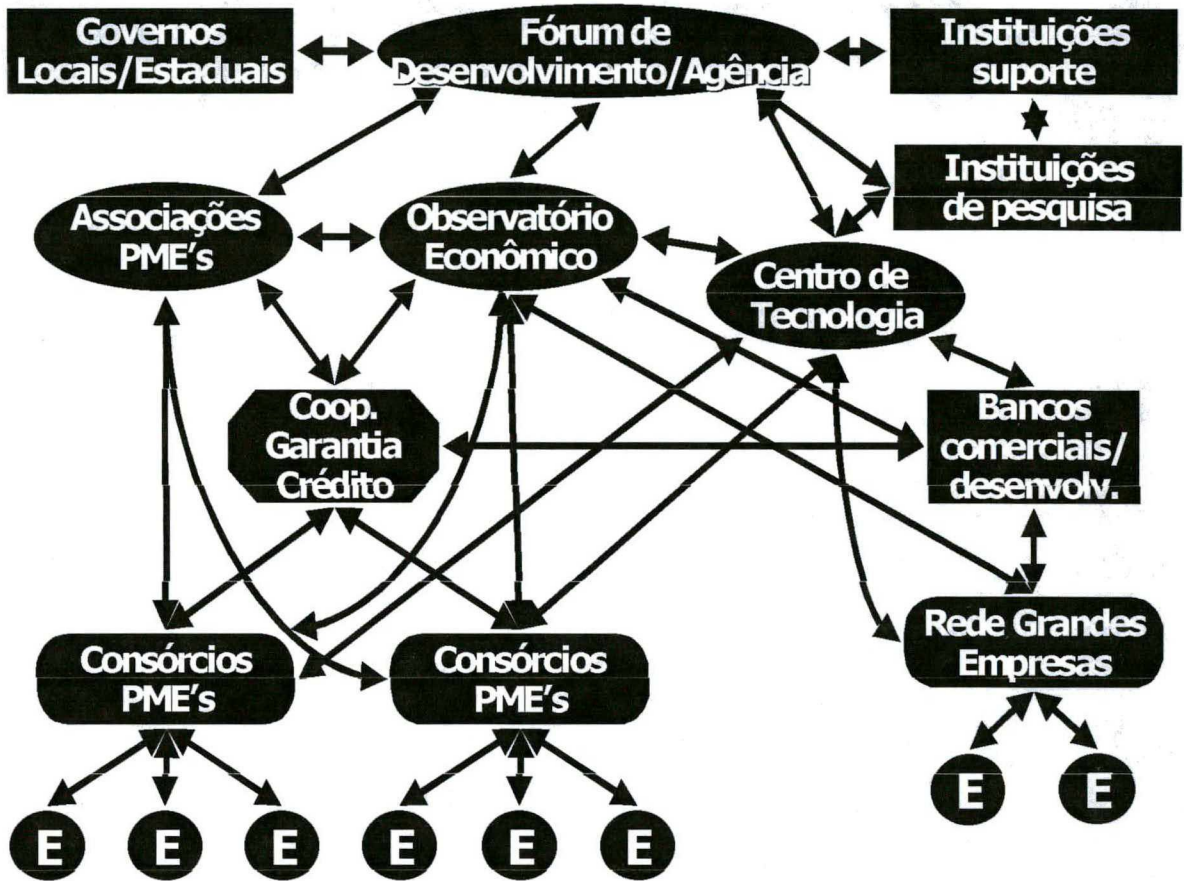 Governos
Locais/Estaduais
Fórum de
Desenvolvimento/Agência
Instituições
suporte
Instituições
de pesquisa
Associações
PME's
Observatório
Econômico
Centro de
Tecnologia
Coop.
Garantia
Crédito
Bancos
comerciais/
desenvolv.
Consórcios
PME's
Consórcios
PME's
Rede Grandes
Empresas
E
E
E
E
E
E
E
E